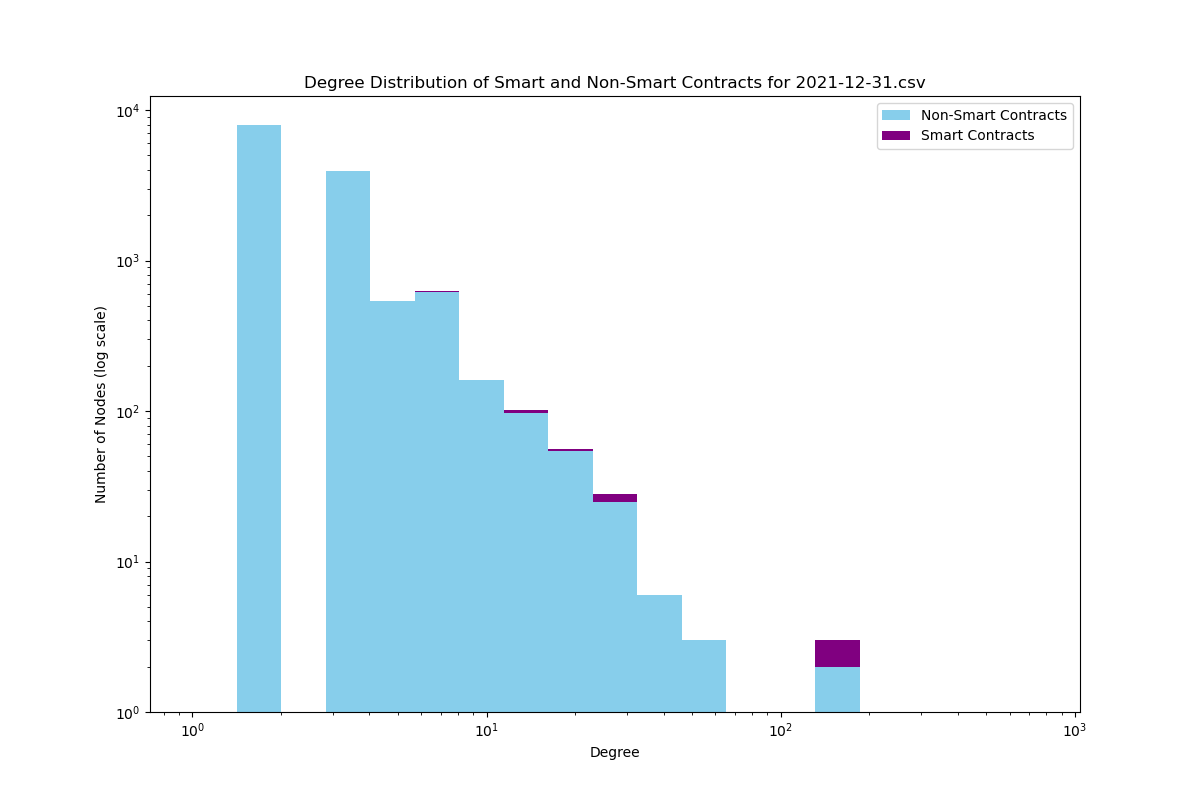 Degree Distribution of Smart and Non-Smart Contracts for 2021-12-31.csv
Non-Smart Contracts
Smart Contracts
Number of Nodes (log scale)
10⁴
10³
10²
10¹
10⁰
10⁰ 10¹ 10² 10³
Degree